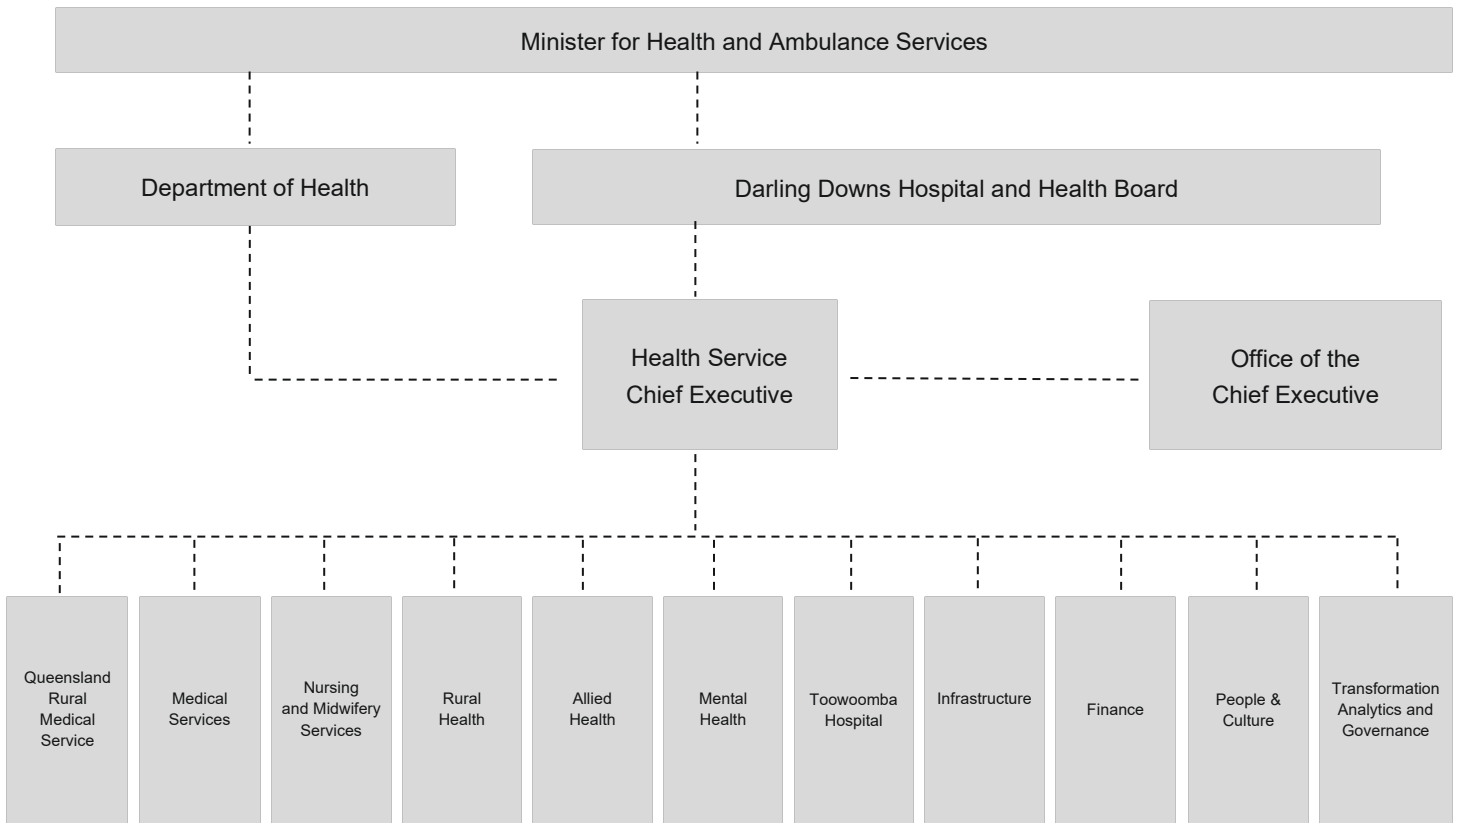 Minister for Health and Ambulance Services
Department of Health
Darling Downs Hospital and Health Board
Health Service
Chief Executive
Office of the
Chief Executive
Queensland
Rural
Medical
Service
Medical
Services
Nursing
and Midwifery
Services
Rural
Health
Allied
Health
Mental
Health
Toowoomba
Hospital
Infrastructure
Finance
People &
Culture
Transformation
Analytics and
Governance